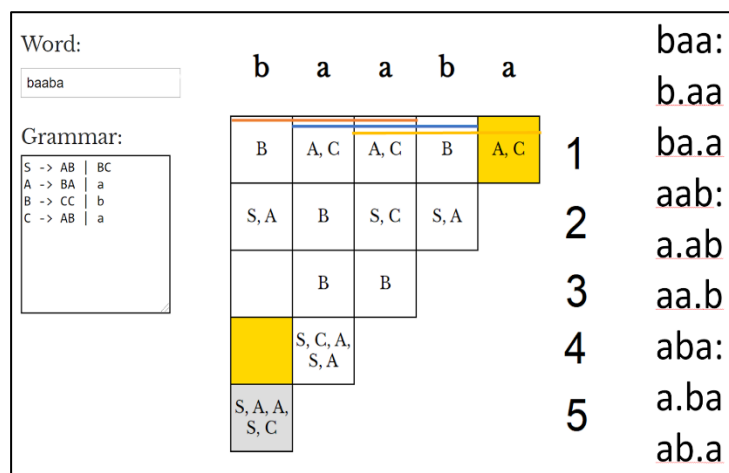 Word:
baaba
Grammar:
S -> AB | BC
A -> BA | a
B -> CC | b
C -> AB | a
b a a b a
B A, C A, C B A, C 1
S, A B S, C S, A 2
B B 3
S, C, A, 4
S, A
S, A, A, 5
S, C
baa:
b.aa
ba.a
aab:
a.ab
aa.b
aba:
a.ba
ab.a